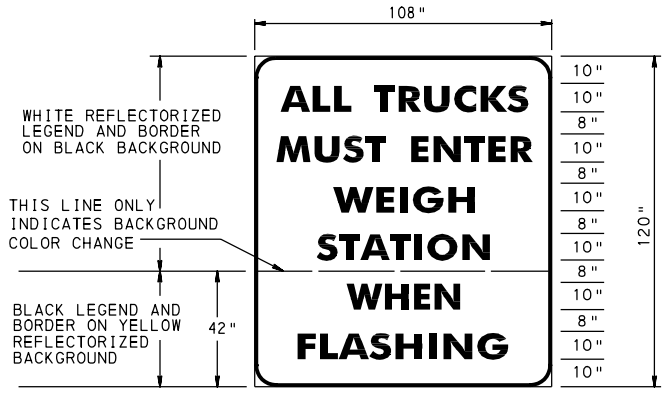 108"
WHITE REFLECTORIZED
LEGEND AND BORDER
ON BLACK BACKGROUND
THIS LINE ONLY
INDICATES BACKGROUND
COLOR CHANGE
BLACK LEGEND AND
BORDER ON YELLOW
REFLECTORIZED
BACKGROUND
42"
ALL TRUCKS
MUST ENTER
WEIGH
STATION
WHEN
FLASHING
10"
10"
8"
10"
8"
10"
8"
10"
8"
10"
8"
10"
10"
120"